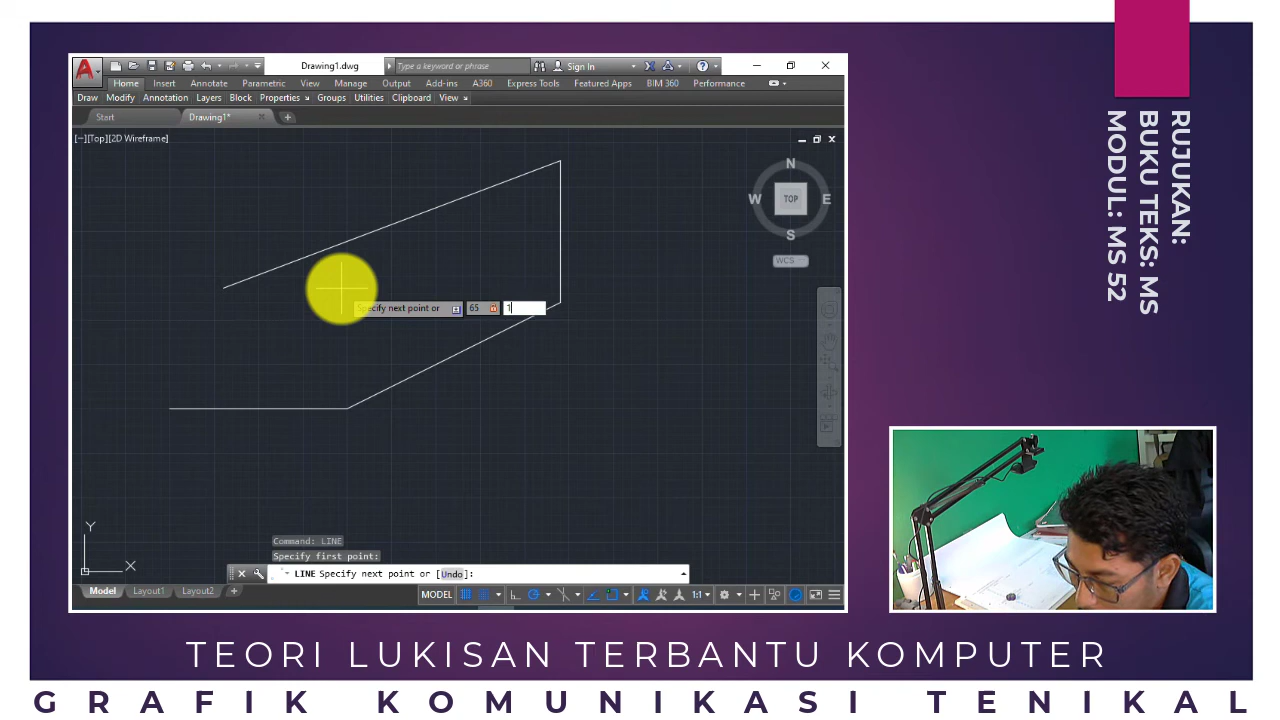 Drawing1.dwg
Type a keyword or phrase
Sign In
Home Insert Annotate Parametric View Manage Output Add-ins A360 Express Tools Featured Apps BIM 360 Performance
Draw Modify Annotation Layers Block Properties Groups Utilities Clipboard View
Start Drawing1*
[−][Top][2D Wireframe]
N
W TOP E
S
WCS
Specify next point or 65 1
Y
X
Command: LINE
Specify first point:
LINE Specify next point or [Undo]:
Model Layout1 Layout2 +
MODEL 1:1
RUJUKAN:
BUKU TEKS: MS
MODUL: MS 52
TEORI LUKISAN TERBANTU KOMPUTER
GRAFIK KOMUNIKASI TENIKAL